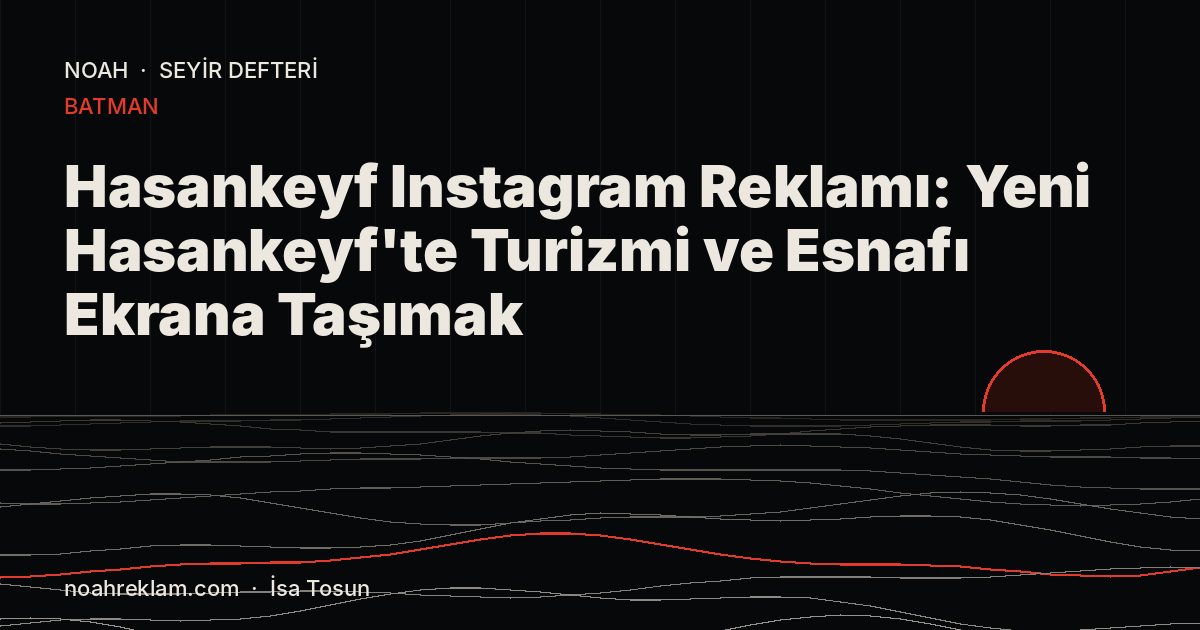 NOAH · SEYİR DEFTERİ
BATMAN
Hasankeyf Instagram Reklamı: Yeni
Hasankeyf'te Turizmi ve Esnafı
Ekrana Taşımak
noahreklam.com · İsa Tosun